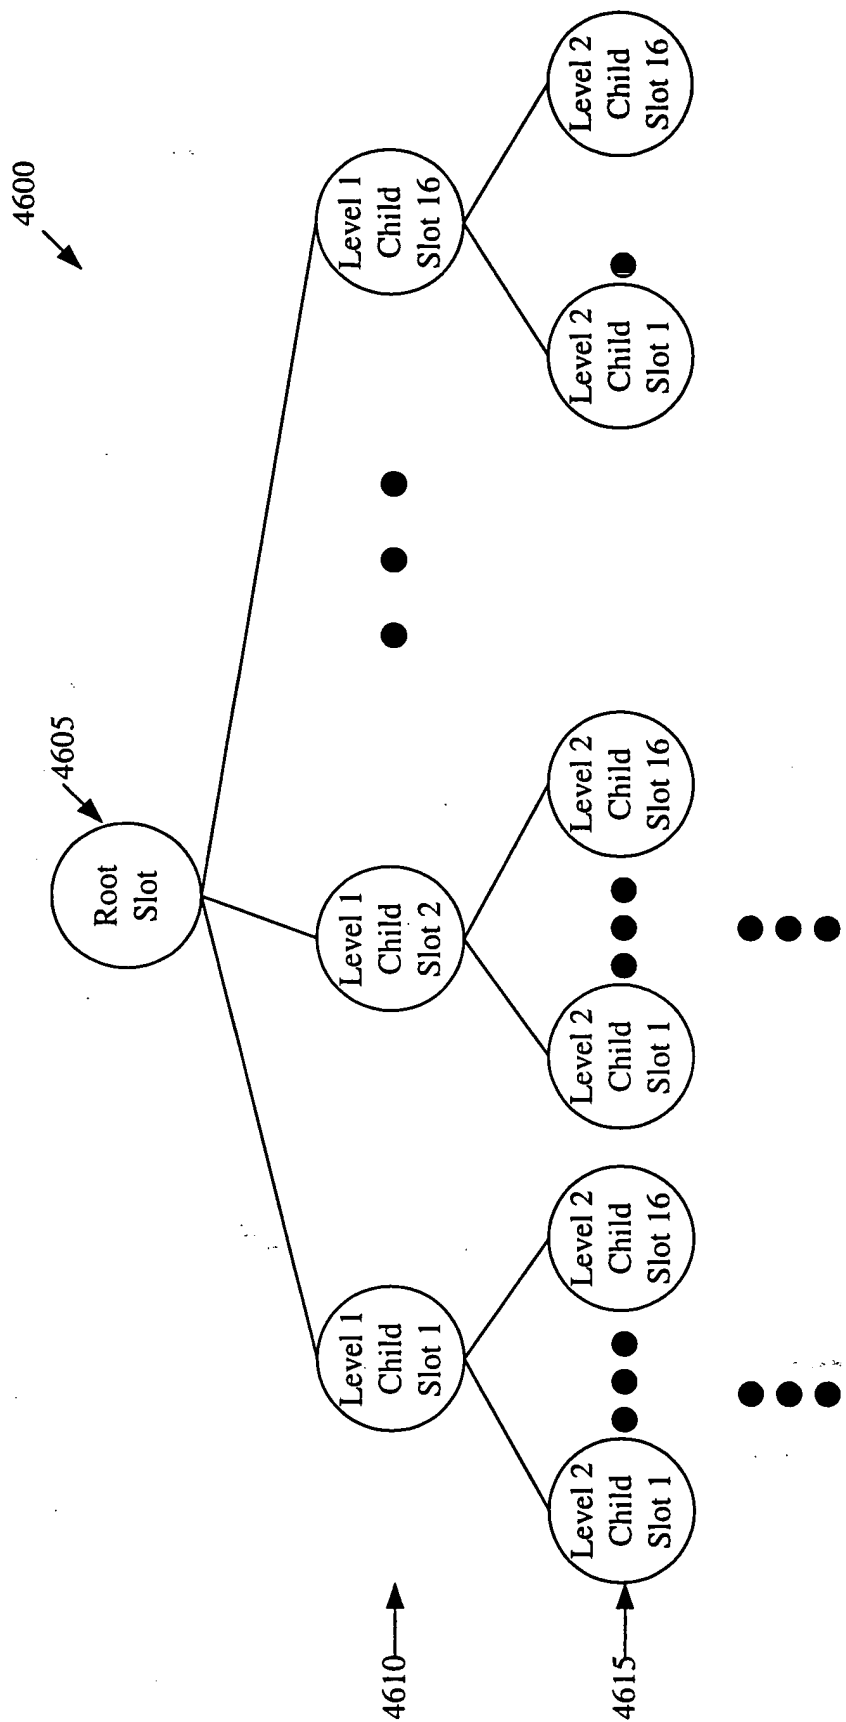 4600
4605
Root
Slot
4610
Level 1
Child
Slot 1
Level 1
Child
Slot 2
Level 1
Child
Slot 16
4615
Level 2
Child
Slot 1
Level 2
Child
Slot 16
Level 2
Child
Slot 1
Level 2
Child
Slot 16
Level 2
Child
Slot 1
Level 2
Child
Slot 16